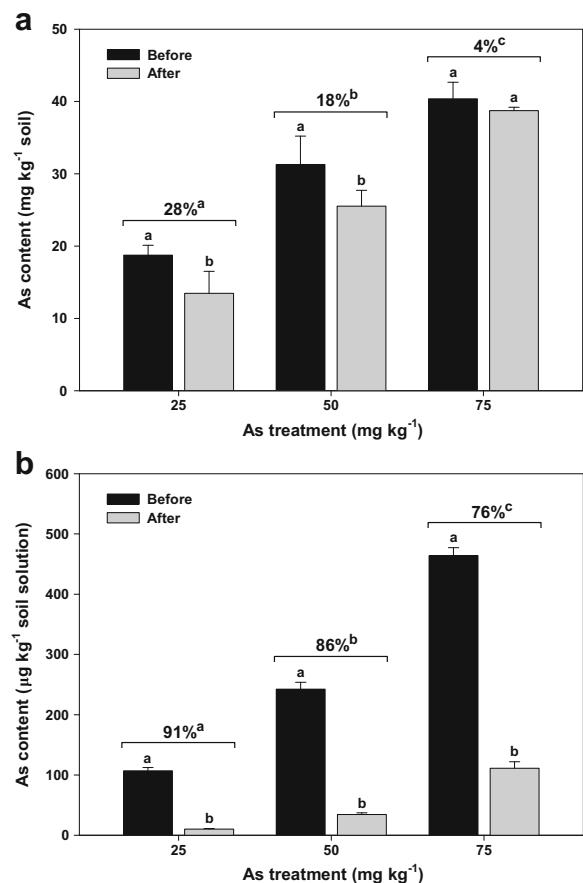 a
50
40
30
20
10
0
As content (mg kg⁻¹ soil)
Before
After
28%ᵃ
a
b
18%ᵇ
a
b
4%ᶜ
a
a
25
50
75
As treatment (mg kg⁻¹)
b
600
500
400
300
200
100
0
As content (µg kg⁻¹ soil solution)
Before
After
91%ᵃ
a
b
86%ᵇ
a
b
76%ᶜ
a
b
25
50
75
As treatment (mg kg⁻¹)